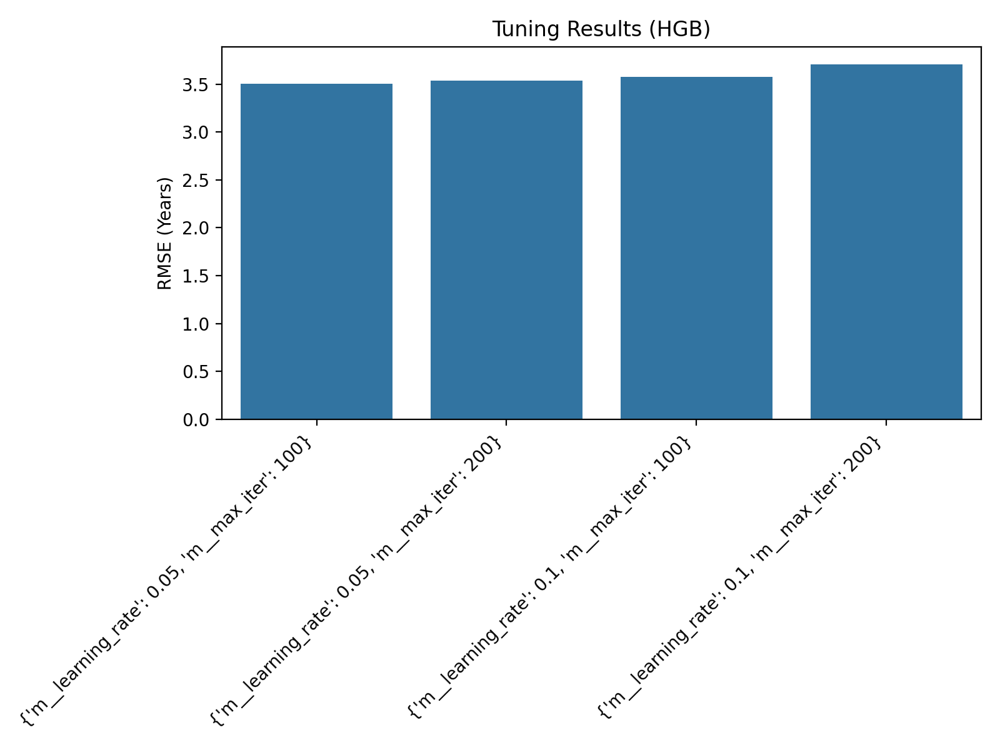 Tuning Results (HGB)
RMSE (Years)
3.5
3.0
2.5
2.0
1.5
1.0
0.5
0.0
{'m__learning_rate': 0.05, 'm__max_iter': 100}
{'m__learning_rate': 0.05, 'm__max_iter': 200}
{'m__learning_rate': 0.1, 'm__max_iter': 100}
{'m__learning_rate': 0.1, 'm__max_iter': 200}